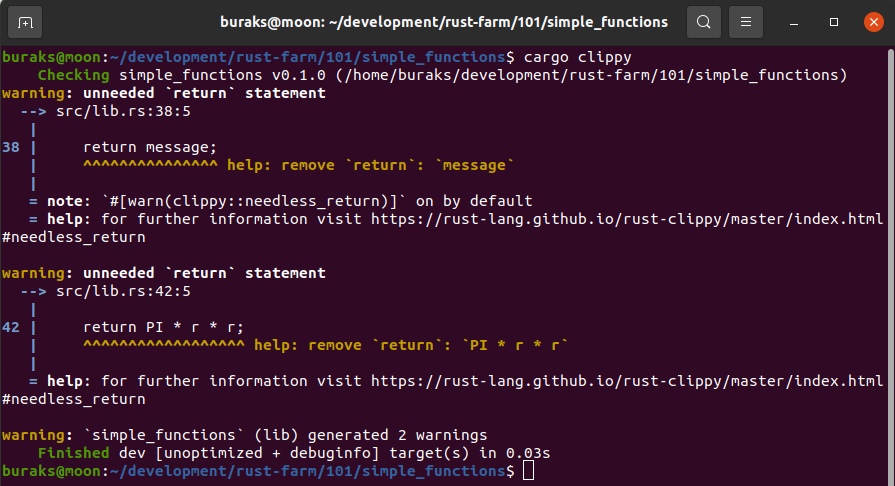 buraks@moon: ~/development/rust-farm/101/simple_functions
buraks@moon:~/development/rust-farm/101/simple_functions$ cargo clippy
    Checking simple_functions v0.1.0 (/home/buraks/development/rust-farm/101/simple_functions)
warning: unneeded `return` statement
  --> src/lib.rs:38:5
   |
38 |     return message;
   |     ^^^^^^^^^^^^^^^ help: remove `return`: `message`
   |
   = note: `#[warn(clippy::needless_return)]` on by default
   = help: for further information visit https://rust-lang.github.io/rust-clippy/master/index.html
#needless_return

warning: unneeded `return` statement
  --> src/lib.rs:42:5
   |
42 |     return PI * r * r;
   |     ^^^^^^^^^^^^^^^^^^ help: remove `return`: `PI * r * r`
   |
   = help: for further information visit https://rust-lang.github.io/rust-clippy/master/index.html
#needless_return

warning: `simple_functions` (lib) generated 2 warnings
    Finished dev [unoptimized + debuginfo] target(s) in 0.03s
buraks@moon:~/development/rust-farm/101/simple_functions$